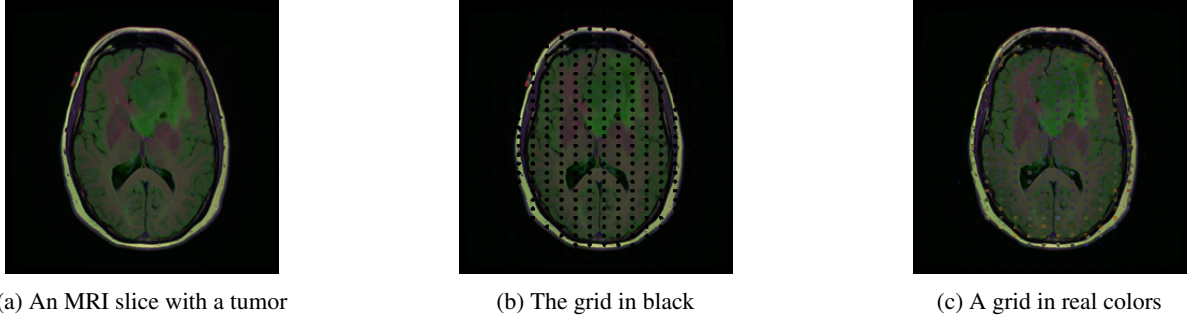 (a) An MRI slice with a tumor
(b) The grid in black
(c) A grid in real colors